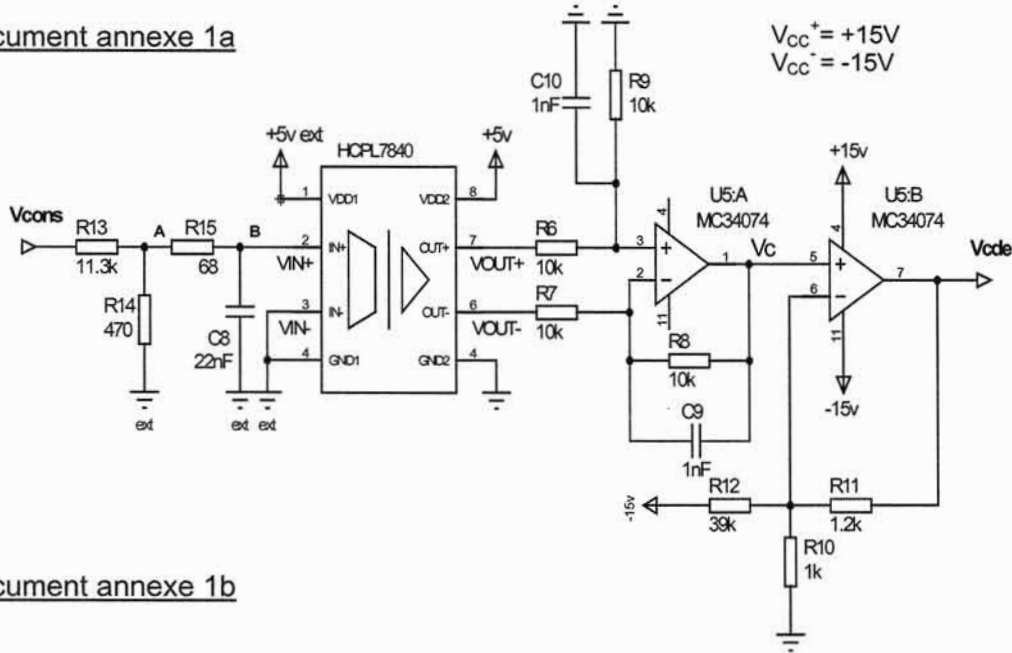 cument annexe 1a
VCC+ = +15V
VCC- = -15V
C10
1nF
R9
10k
+5v ext
HCPL7840
+5v
+15v
U5:A
MC34074
U5:B
MC34074
1
VDD1
VDD2
8
4
4
Vcons
R13
11.3k
A
R15
68
B
2
IN+
VIN+
OUT+
7
VOUT+
R6
10k
3
1
Vc
5
7
Vcde
2
6
R14
470
C8
22nF
3
IN-
VIN-
OUT-
6
VOUT-
R7
10k
11
11
4
GND1
GND2
4
R8
10k
-15v
ext
ext
ext
C9
1nF
-15v
R12
39k
R11
1.2k
R10
1k
cument annexe 1b